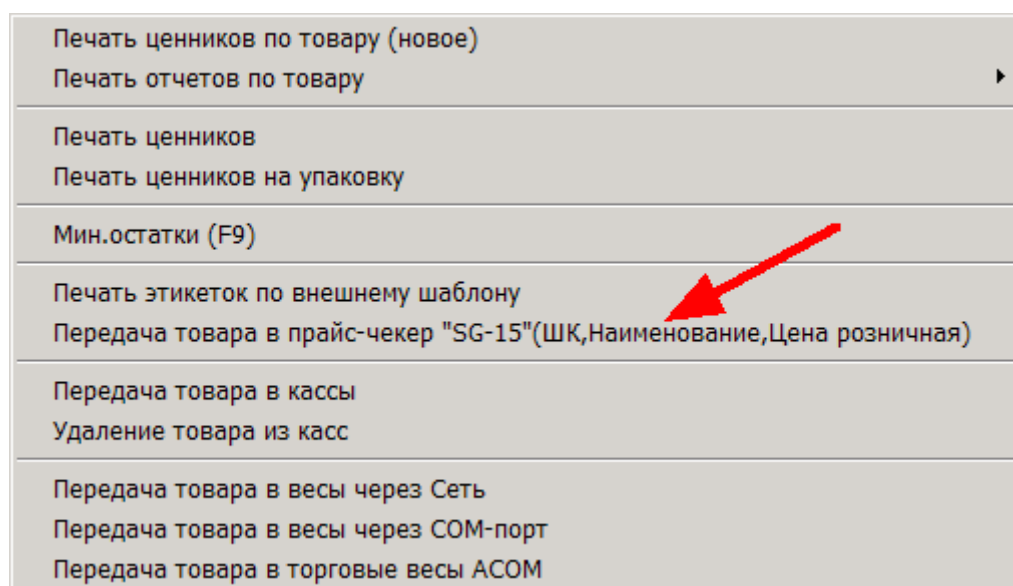 Печать ценников по товару (новое)
Печать отчетов по товару
Печать ценников
Печать ценников на упаковку
Мин.остатки (F9)
Печать этикеток по внешнему шаблону
Передача товара в прайс-чекер "SG-15"(ШК,Наименование,Цена розничная)
Передача товара в кассы
Удаление товара из касс
Передача товара в весы через Сеть
Передача товара в весы через COM-порт
Передача товара в торговые весы ACOM